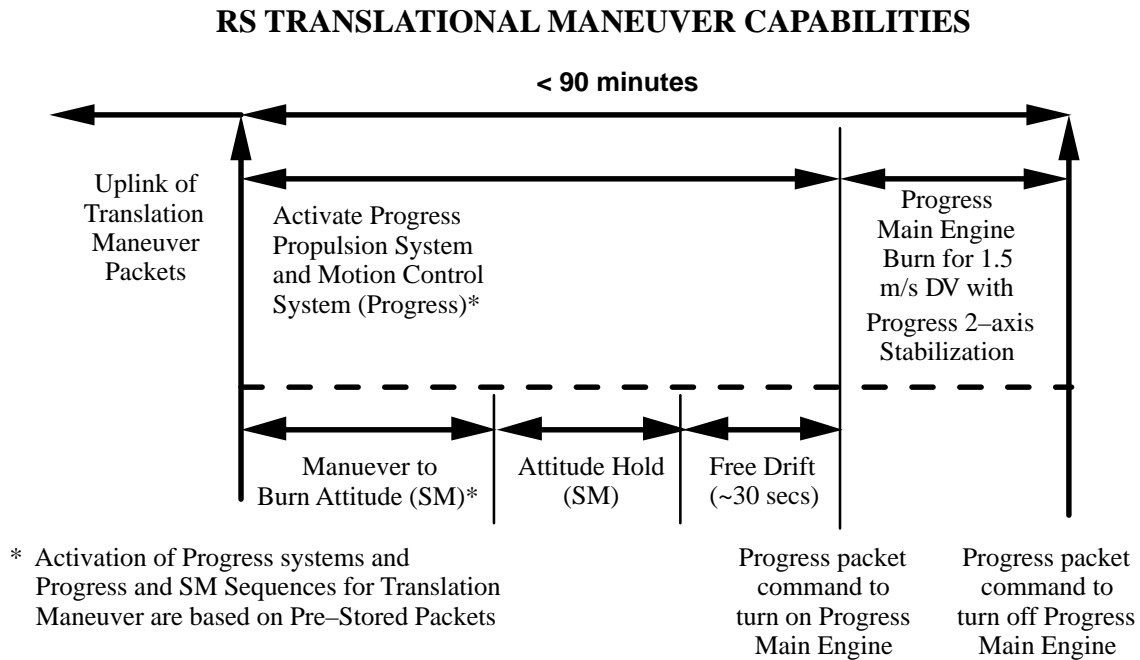 RS TRANSLATIONAL MANEUVER CAPABILITIES
< 90 minutes
Uplink of
Translation
Maneuver
Packets
Activate Progress
Propulsion System
and Motion Control
System (Progress)*
Progress
Main Engine
Burn for 1.5
m/s DV with
Progress 2–axis
Stabilization
Manuever to
Burn Attitude (SM)*
Attitude Hold
(SM)
Free Drift
(~30 secs)
* Activation of Progress systems and
Progress and SM Sequences for Translation
Maneuver are based on Pre–Stored Packets
Progress packet
command to
turn on Progress
Main Engine
Progress packet
command to
turn off Progress
Main Engine